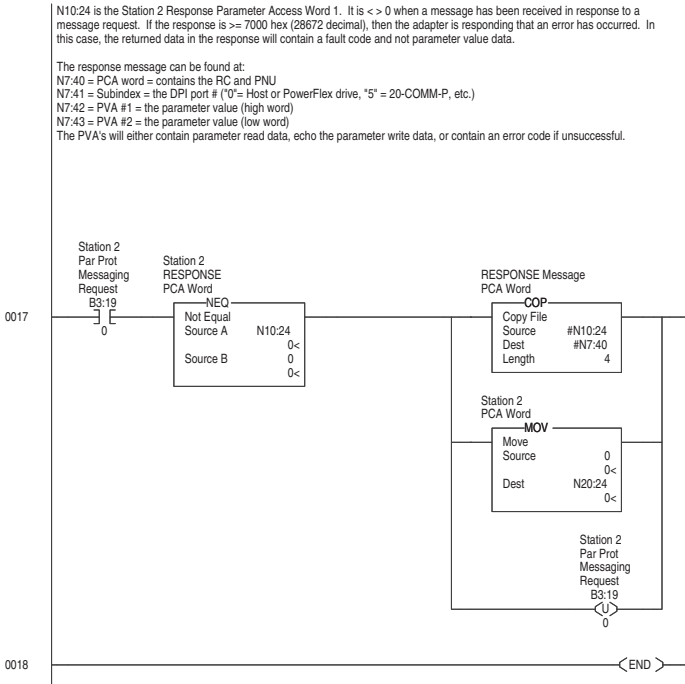 N10:24 is the Station 2 Response Parameter Access Word 1.  It is < > 0 when a message has been received in response to a
message request.  If the response is >= 7000 hex (28672 decimal), then the adapter is responding that an error has occurred.  In
this case, the returned data in the response will contain a fault code and not parameter value data.
The response message can be found at:
N7:40 = PCA word = contains the RC and PNU
N7:41 = Subindex = the DPI port # ("0"= Host or PowerFlex drive, "5" = 20-COMM-P, etc.)
N7:42 = PVA #1 = the parameter value (high word)
N7:43 = PVA #2 = the parameter value (low word)
The PVA's will either contain parameter read data, echo the parameter write data, or contain an error code if unsuccessful.
0017
Station 2
Par Prot
Messaging
Request
B3:19
0
Station 2
RESPONSE
PCA Word
NEQ
Not Equal
Source A N10:24
0<
Source B 0
0<
RESPONSE Message
PCA Word
COP
Copy File
Source #N10:24
Dest #N7:40
Length 4
Station 2
PCA Word
MOV
Move
Source 0
0<
Dest N20:24
0<
Station 2
Par Prot
Messaging
Request
B3:19
U
0
0018
END